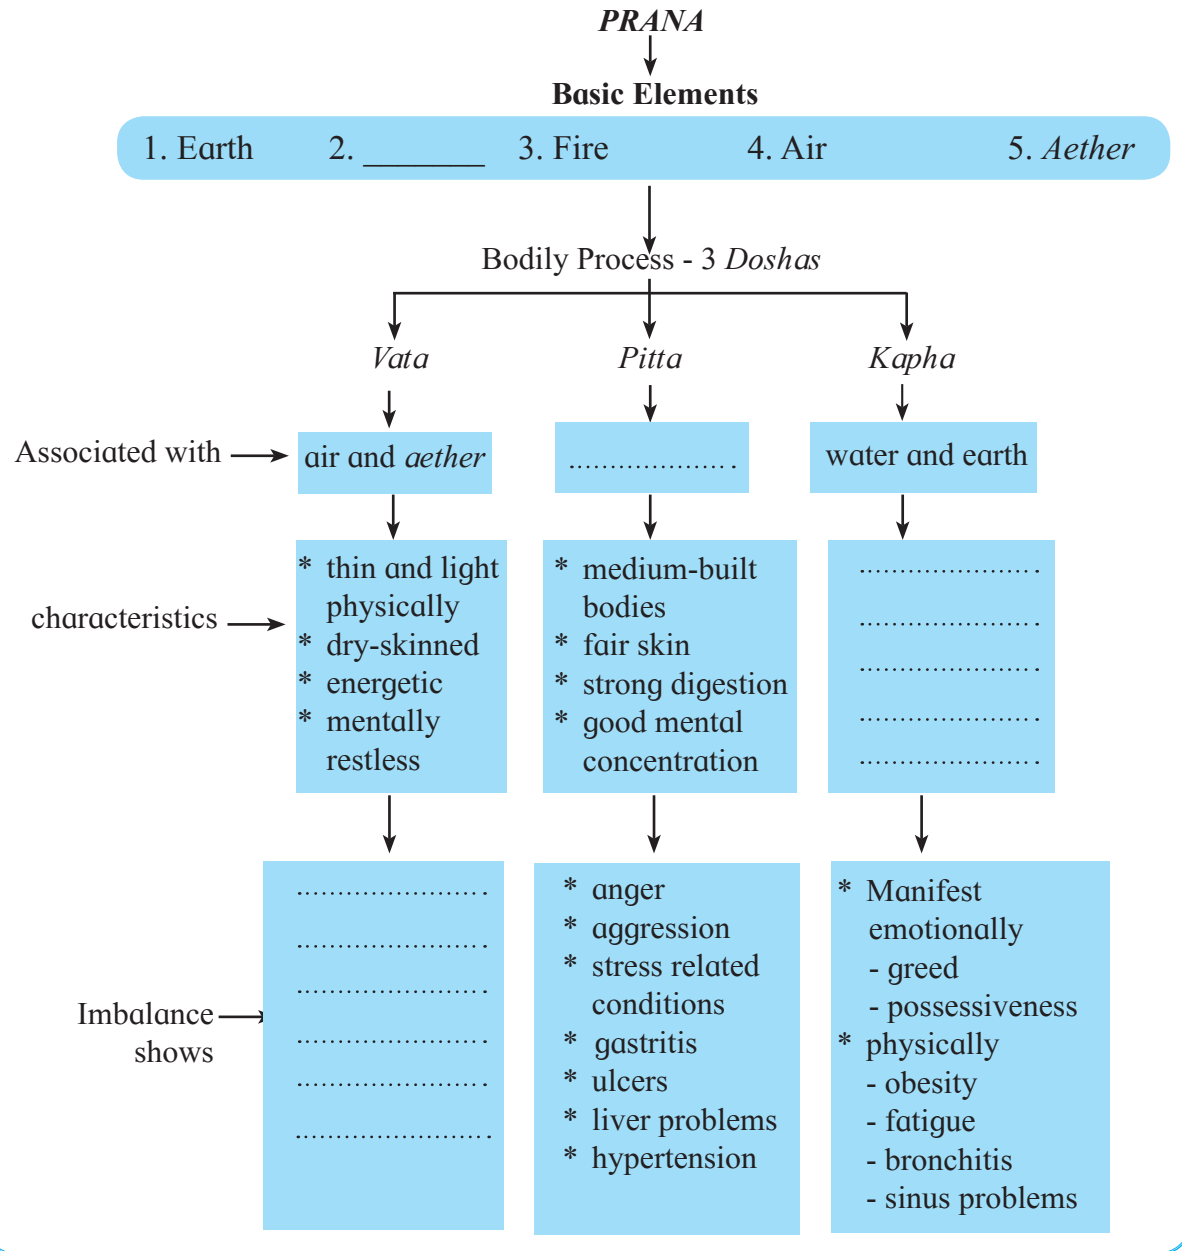 PRANA
Basic Elements
1. Earth 2. _______ 3. Fire 4. Air 5. Aether
Bodily Process - 3 Doshas
Vata Pitta Kapha
Associated with
air and aether
.....................
water and earth
characteristics
* thin and light
physically
* dry-skinned
* energetic
* mentally
restless
* medium-built
bodies
* fair skin
* strong digestion
* good mental
concentration
.......................
.......................
.......................
.......................
.......................
Imbalance
shows
........................
........................
........................
........................
........................
........................
* anger
* aggression
* stress related
conditions
* gastritis
* ulcers
* liver problems
* hypertension
* Manifest
emotionally
- greed
- possessiveness
* physically
- obesity
- fatigue
- bronchitis
- sinus problems